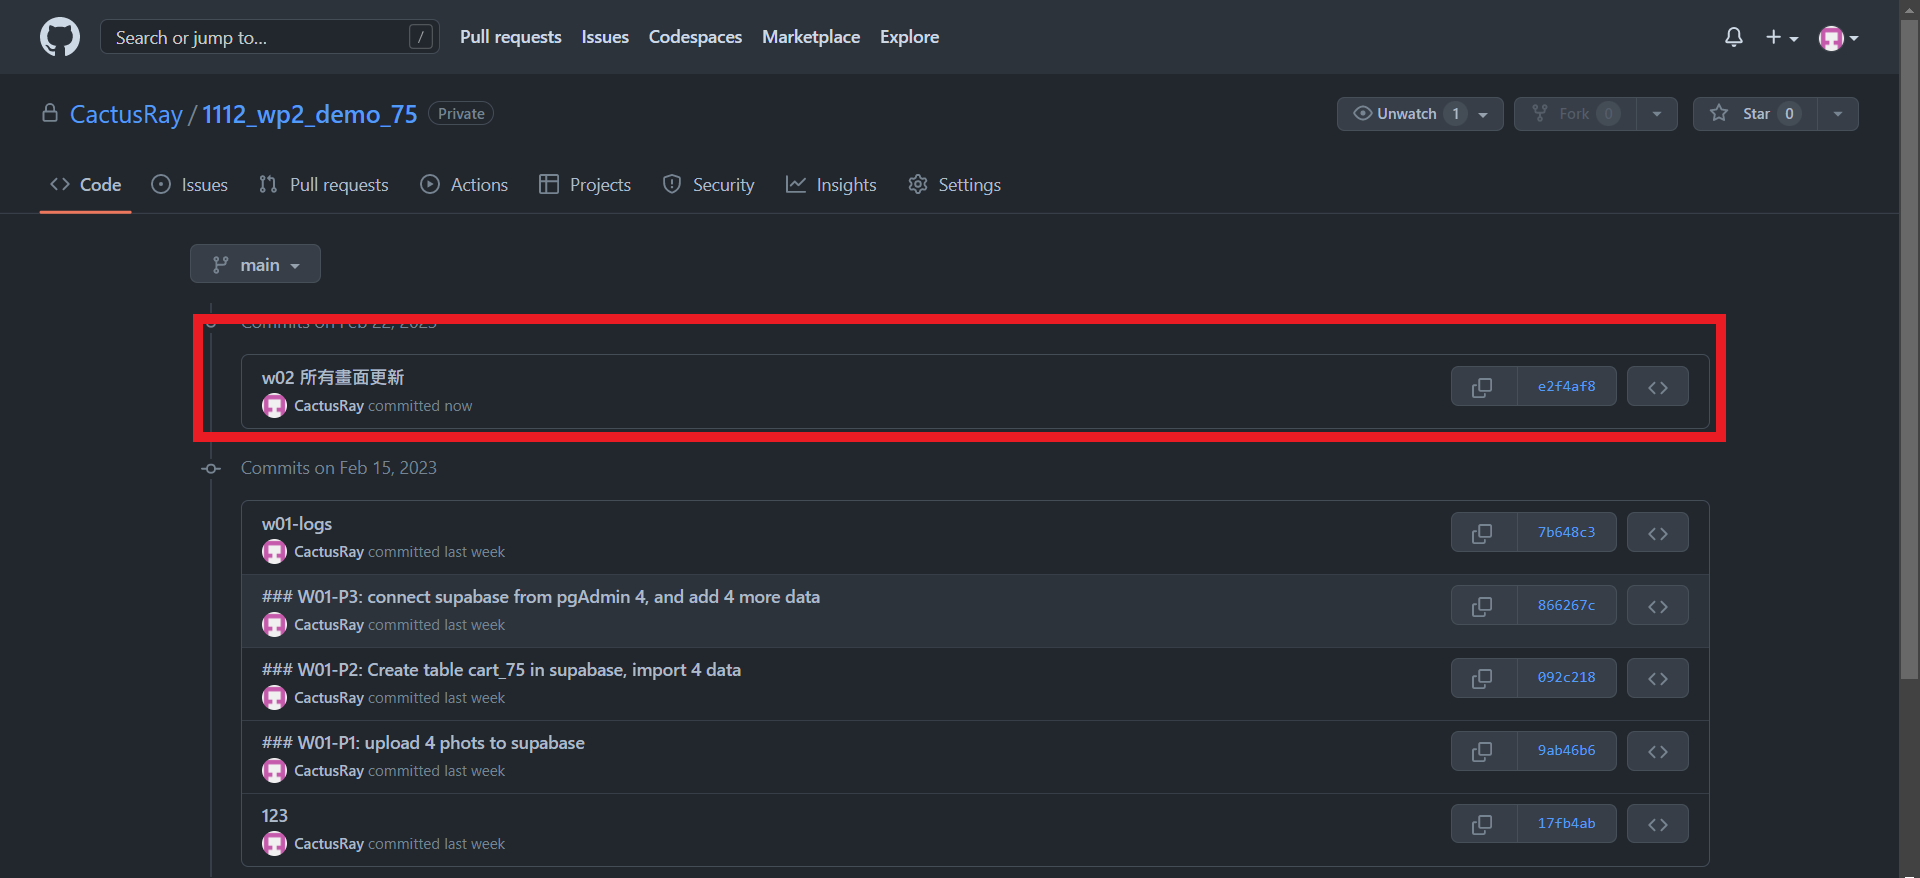 Search or jump to... /
Pull requests Issues Codespaces Marketplace Explore
CactusRay / 1112_wp2_demo_75 Private
Unwatch 1 Fork 0 Star 0
Code Issues Pull requests Actions Projects Security Insights Settings
main
Commits on Feb 22, 2023
w02 所有畫面更新
CactusRay committed now
e2f4af8
Commits on Feb 15, 2023
w01-logs
CactusRay committed last week
7b648c3
### W01-P3: connect supabase from pgAdmin 4, and add 4 more data
CactusRay committed last week
866267c
### W01-P2: Create table cart_75 in supabase, import 4 data
CactusRay committed last week
092c218
### W01-P1: upload 4 phots to supabase
CactusRay committed last week
9ab46b6
123
CactusRay committed last week
17fb4ab